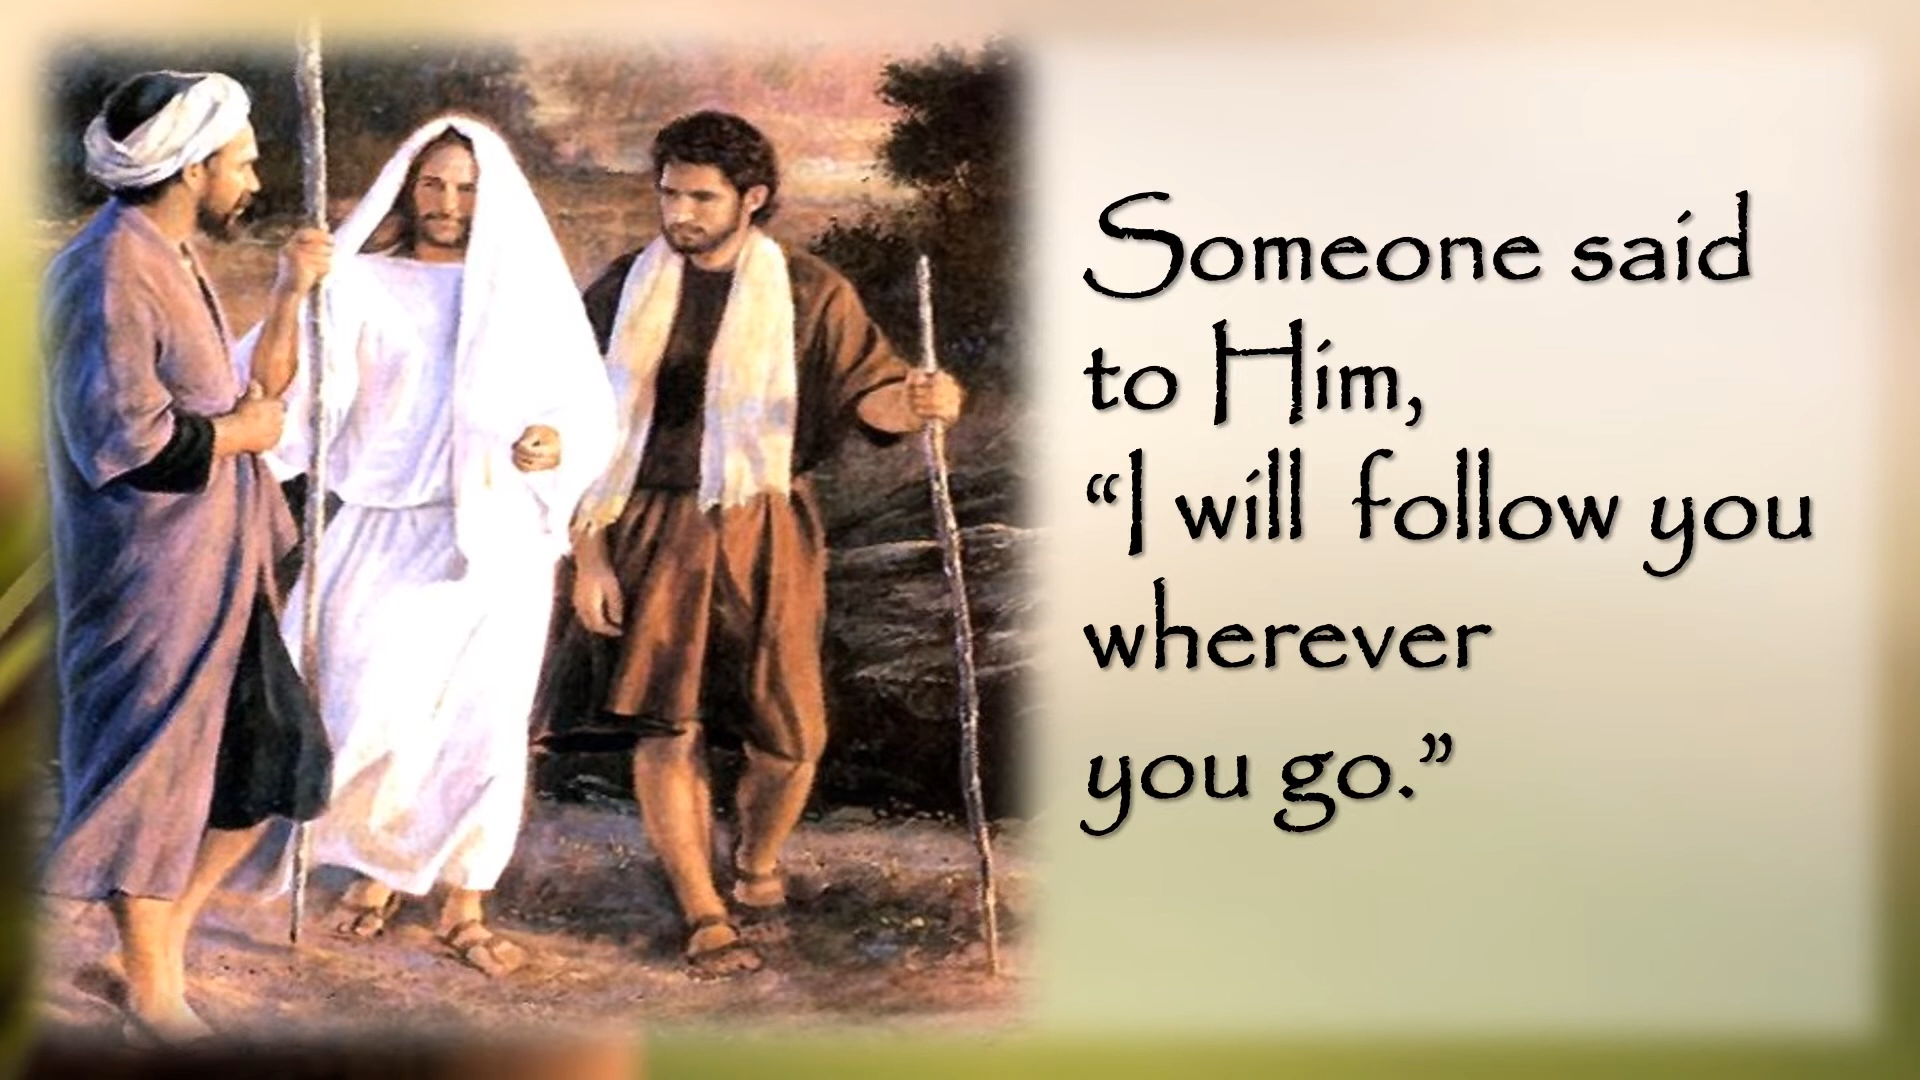 Someone said
to Him,
“I will follow you
wherever
you go.”